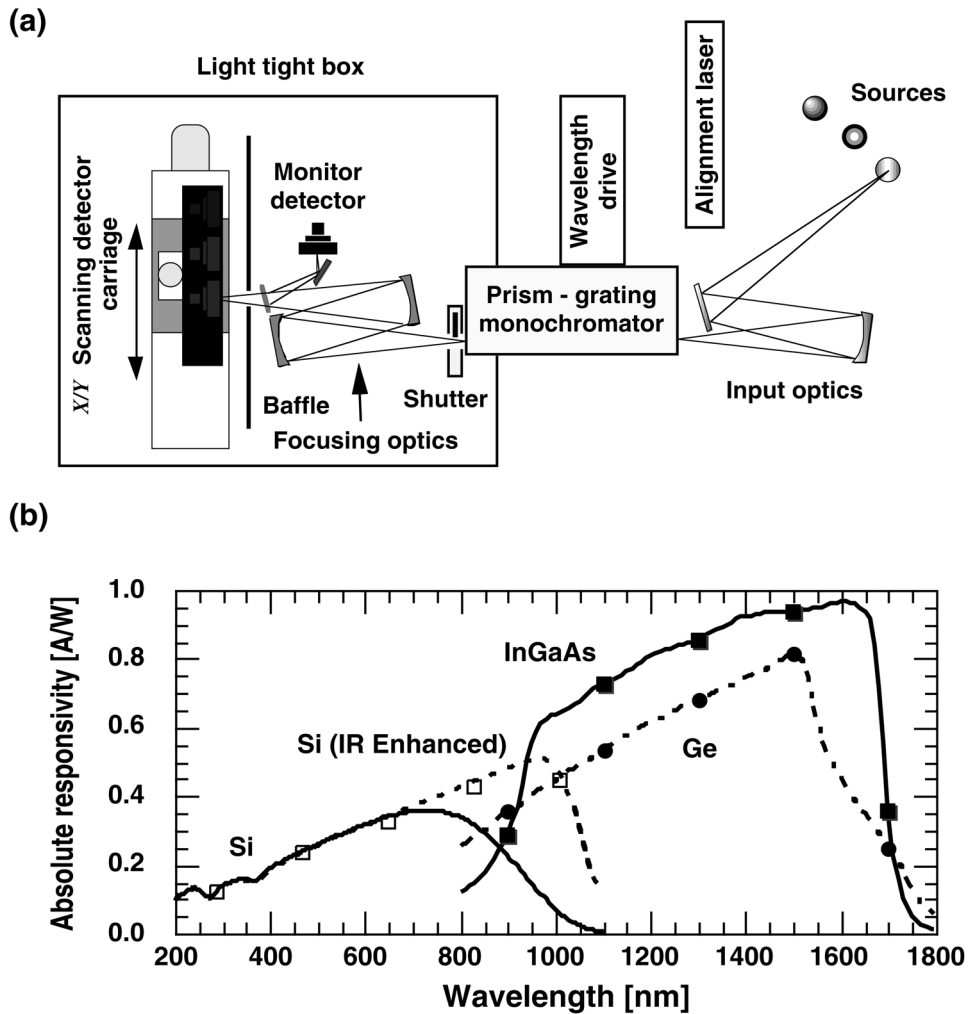 (a)
Light tight box
Alignment laser
Sources
Wavelength
drive
Monitor
detector
X/Y Scanning detector
carriage
Prism - grating
monochromator
Input optics
Baffle
Shutter
Focusing optics
(b)
Absolute responsivity [A/W]
1.0
0.8
0.6
0.4
0.2
0.0
InGaAs
Si (IR Enhanced)
Ge
Si
200
400
600
800
1000
1200
1400
1600
1800
Wavelength [nm]